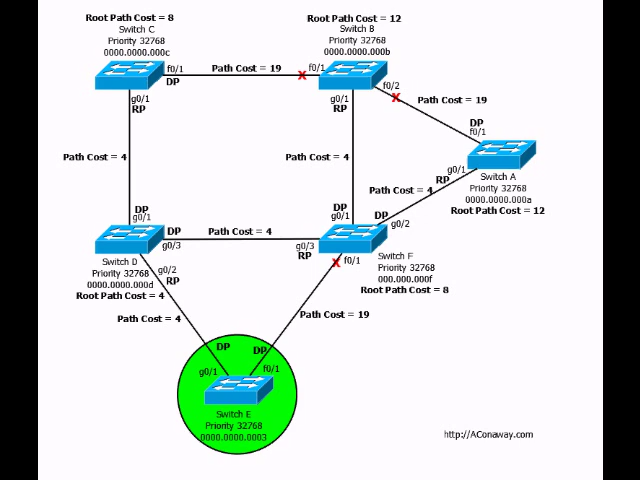 Root Path Cost = 8
Switch C
Priority 32768
0000.0000.000c
Root Path Cost = 12
Switch B
Priority 32768
0000.0000.000b
f0/1
DP
Path Cost = 19
x
f0/1
g0/1
RP
g0/1
RP
f0/2
x
Path Cost = 19
DP
f0/1
Path Cost = 4
Path Cost = 4
g0/1
RP
Switch A
Priority 32768
0000.0000.000a
Root Path Cost = 12
Path Cost = 4
DP
g0/1
DP
g0/1
DP
g0/2
DP
g0/3
Path Cost = 4
g0/3
RP
f0/1
x
Switch D
Priority 32768
0000.0000.000d
Root Path Cost = 4
g0/2
RP
Switch F
Priority 32768
000.0000.000f
Root Path Cost = 8
Path Cost = 4
Path Cost = 19
DP
g0/1
DP
f0/1
Switch E
Priority 32768
0000.0000.0003
http://AConaway.com